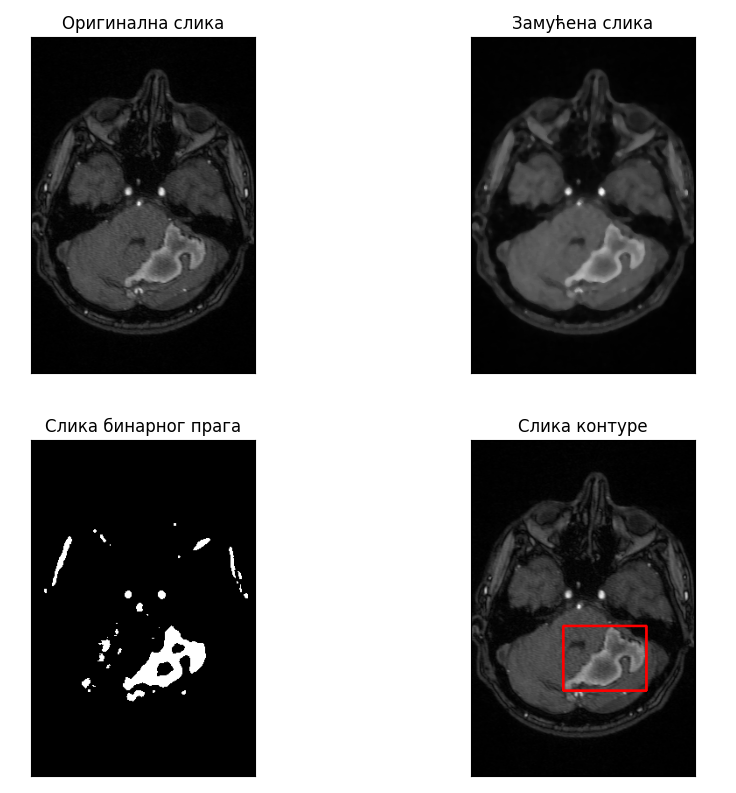 Оригинална слика
Замућена слика
Слика бинарног прага
Слика контуре